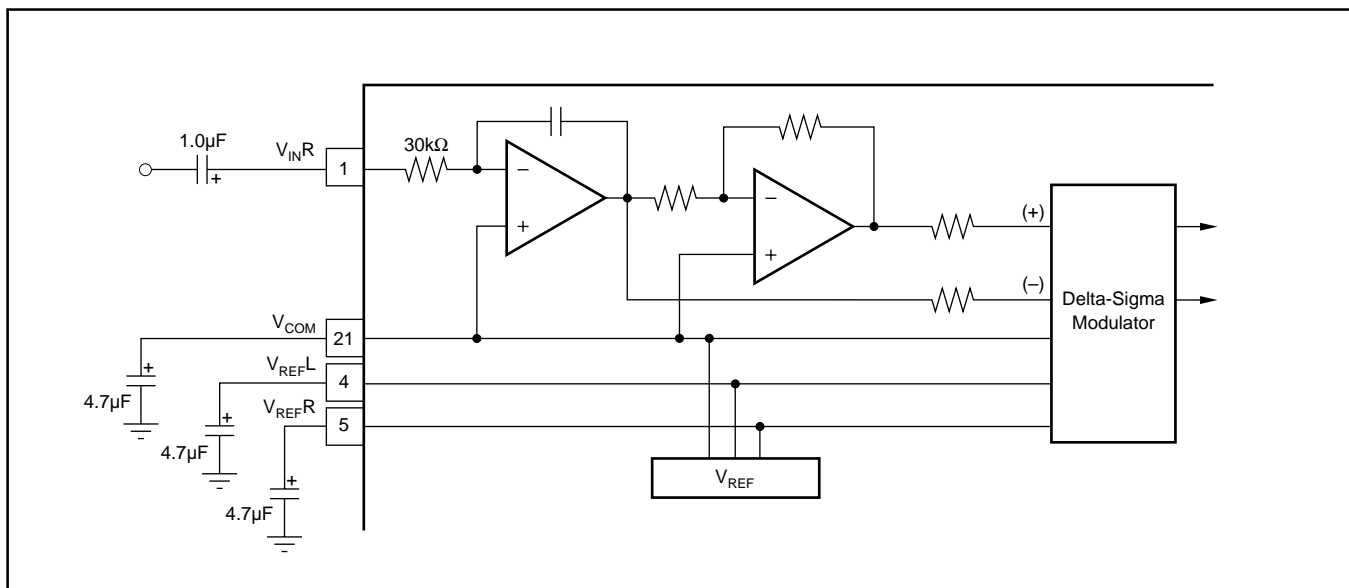 1.0µF
V_INR
1
30kΩ
−
+
−
+
(+)
(–)
Delta-Sigma
Modulator
V_COM
21
V_REFL
4
V_REFR
5
+
+
4.7µF
+
4.7µF
+
4.7µF
V_REF